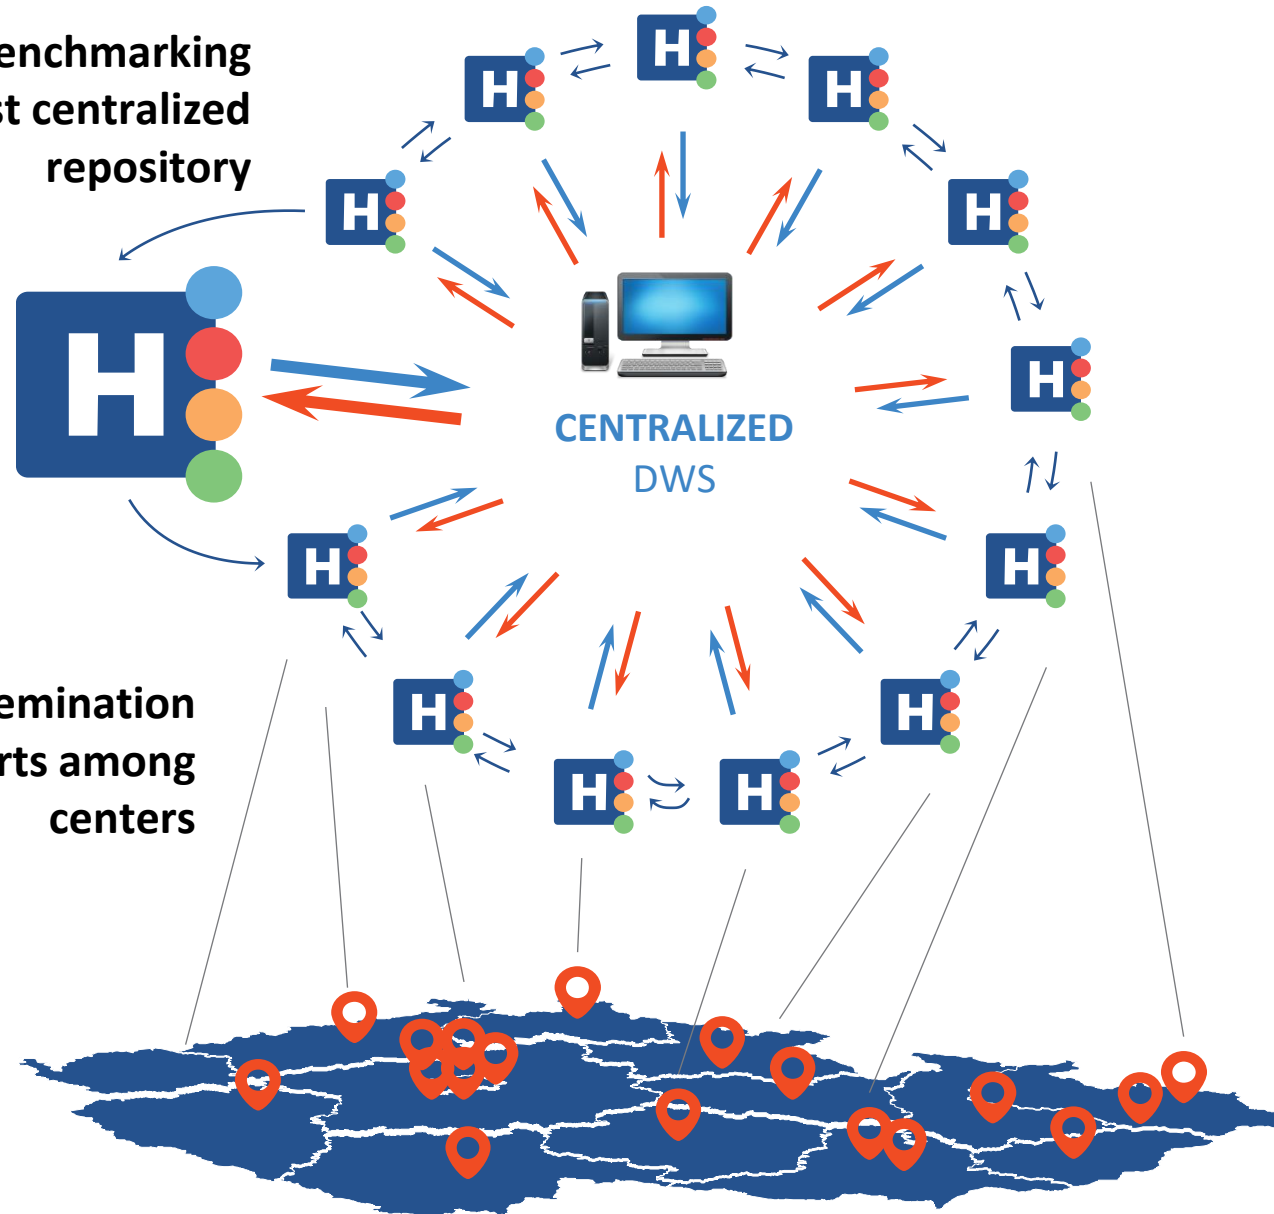 enchmarking
st centralized
repository
H
H
H
H
H
H
H
H
H
H
H
H
H
CENTRALIZED
DWS
emination
rts among
centers